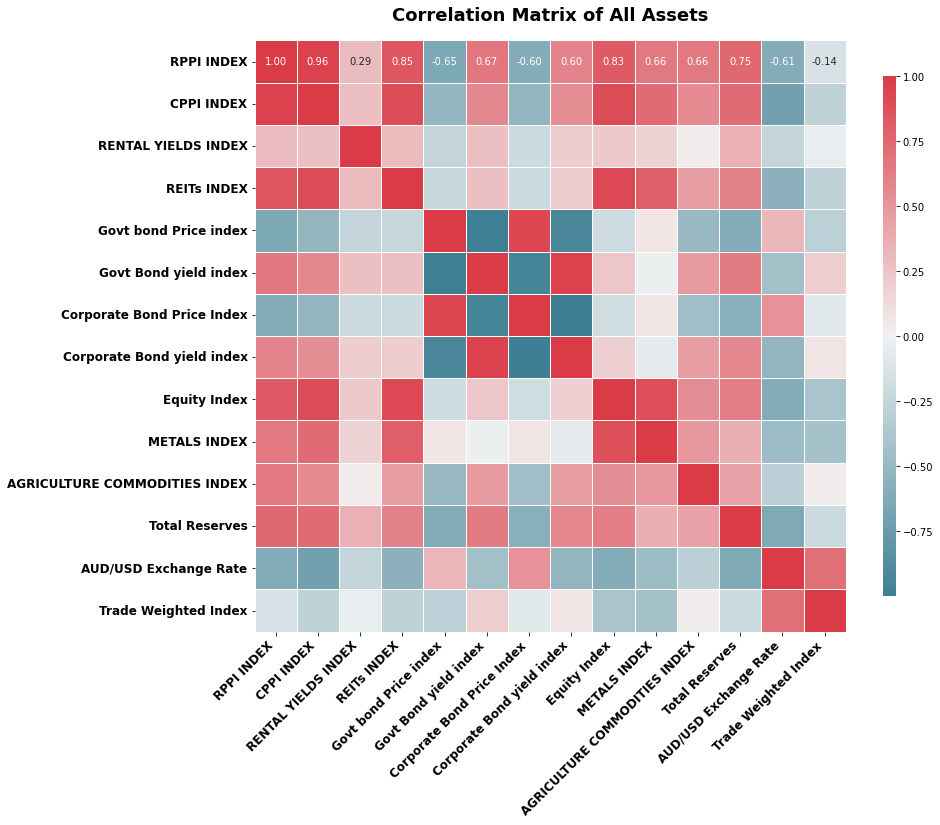 Correlation Matrix of All Assets
RPPI INDEX
1.00 0.96 0.29 0.85 -0.65 0.67 -0.60 0.60 0.83 0.66 0.66 0.75 -0.61 -0.14
CPPI INDEX
RENTAL YIELDS INDEX
REITs INDEX
Govt bond Price index
Govt Bond yield index
Corporate Bond Price Index
Corporate Bond yield index
Equity Index
METALS INDEX
AGRICULTURE COMMODITIES INDEX
Total Reserves
AUD/USD Exchange Rate
Trade Weighted Index
RPPI INDEX
CPPI INDEX
RENTAL YIELDS INDEX
REITs INDEX
Govt bond Price index
Govt Bond yield index
Corporate Bond Price Index
Corporate Bond yield index
Equity Index
METALS INDEX
AGRICULTURE COMMODITIES INDEX
Total Reserves
AUD/USD Exchange Rate
Trade Weighted Index
1.00
0.75
0.50
0.25
0.00
−0.25
−0.50
−0.75